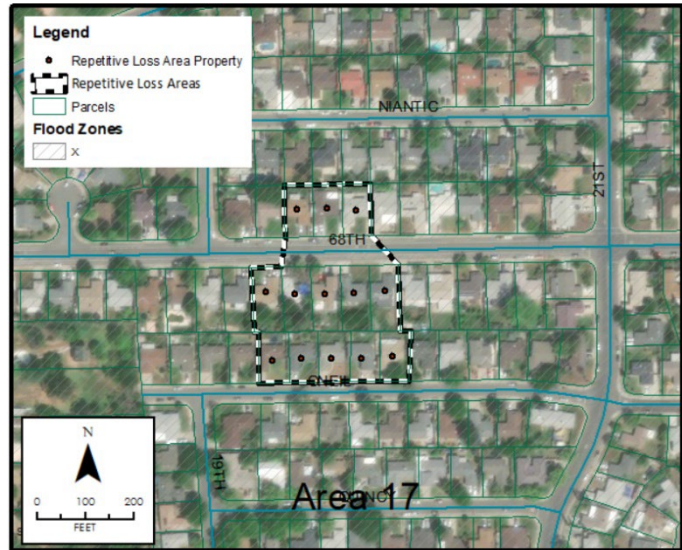 Legend
Repetitive Loss Area Property
Repetitive Loss Areas
Parcels
Flood Zones
X
NIANTIC
21ST
68TH
19TH
Area 17
N
0 100 200
FEET